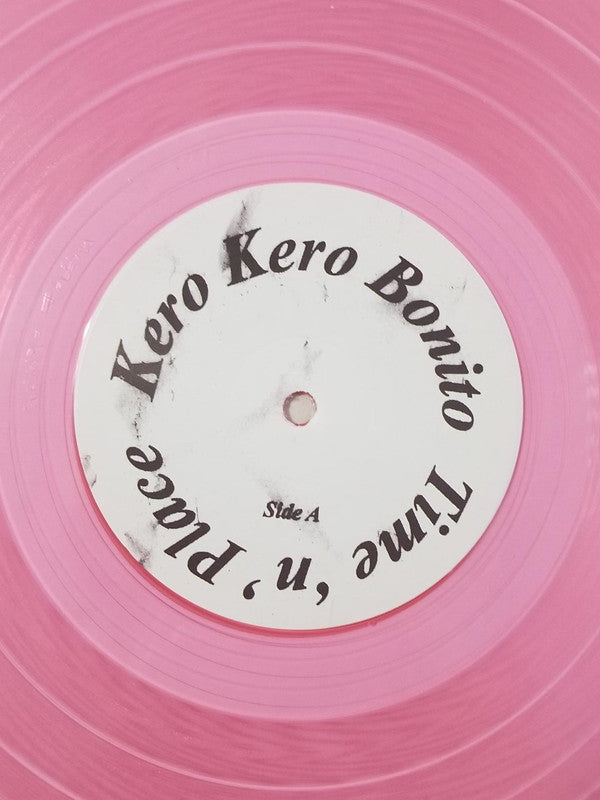 Kero Kero Bonito Time ‘n’ Place
Side A